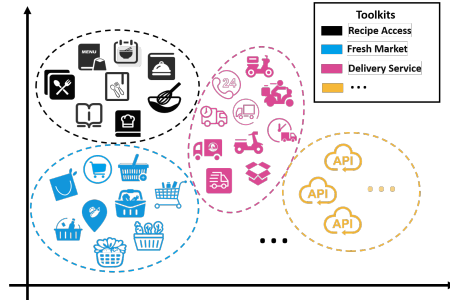 Toolkits
Recipe Access
Fresh Market
Delivery Service
...
MENU
24
API
API
...
API
...